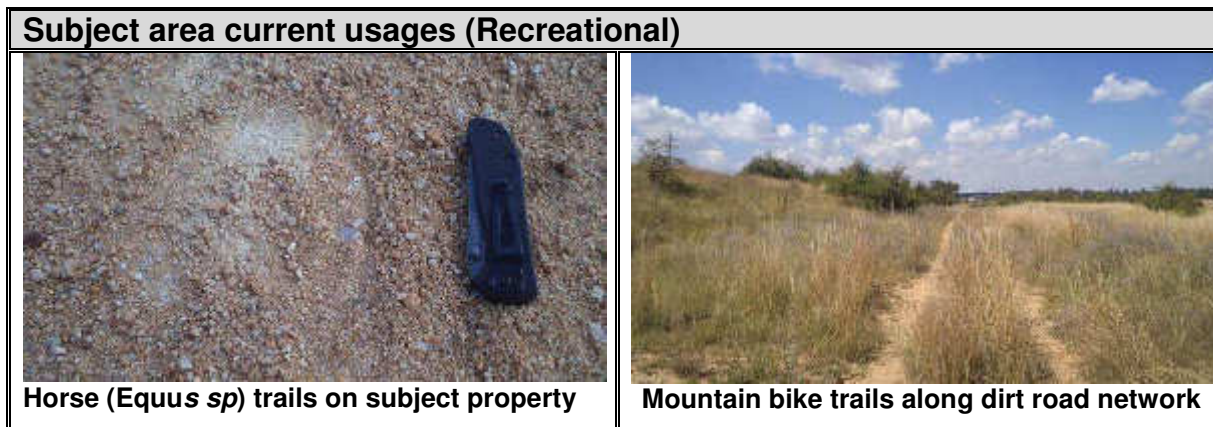 Subject area current usages (Recreational)
Horse (Equus sp) trails on subject property
Mountain bike trails along dirt road network